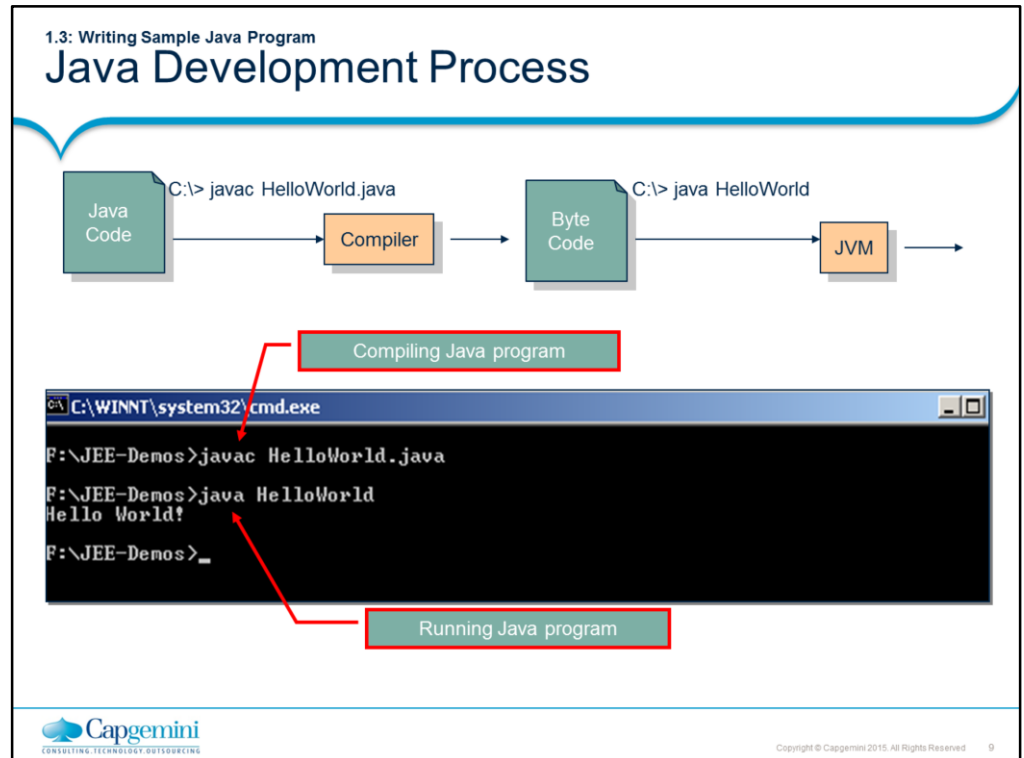 1.3: Writing Sample Java Program
Java Development Process
C:\> javac HelloWorld.java
C:\> java HelloWorld
Java
Code
Compiler
Byte
Code
JVM
Compiling Java program
C:\WINNT\system32\cmd.exe
F:\JEE-Demos>javac HelloWorld.java
F:\JEE-Demos>java HelloWorld
Hello World!
F:\JEE-Demos>_
Running Java program
Capgemini
CONSULTING.TECHNOLOGY.OUTSOURCING
Copyright © Capgemini 2015. All Rights Reserved 9